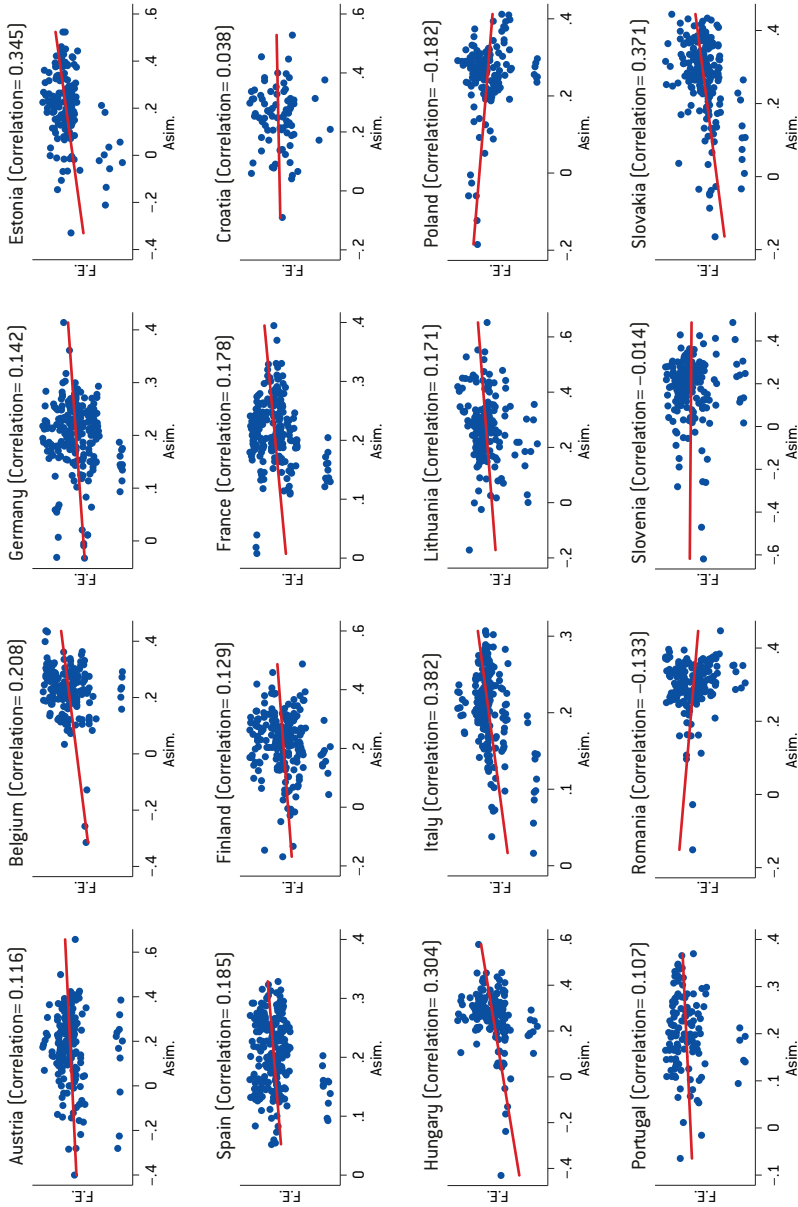 Austria (Correlation= 0.116)
F.E.
−.4 −.2 0 .2 .4 .6
Asim.
Belgium (Correlation= 0.208)
F.E.
−.4 −.2 0 .2 .4
Asim.
Germany (Correlation= 0.142)
F.E.
0 .1 .2 .3 .4
Asim.
Estonia (Correlation= 0.345)
F.E.
−.4 −.2 0 .2 .4 .6
Asim.
Spain (Correlation= 0.185)
F.E.
0 .1 .2 .3 .4
Asim.
Finland (Correlation= 0.129)
F.E.
−.2 0 .2 .4 .6
Asim.
France (Correlation= 0.178)
F.E.
0 .1 .2 .3 .4
Asim.
Croatia (Correlation= 0.038)
F.E.
−.2 0 .2 .4 .6
Asim.
Hungary (Correlation= 0.304)
F.E.
−.4 −.2 0 .2 .4 .6
Asim.
Italy (Correlation= 0.382)
F.E.
0 .1 .2 .3
Asim.
Lithuania (Correlation= 0.171)
F.E.
−.2 0 .2 .4 .6
Asim.
Poland (Correlation= −0.182)
F.E.
−.2 0 .2 .4
Asim.
Portugal (Correlation= 0.107)
F.E.
−.1 0 .1 .2 .3 .4
Asim.
Romania (Correlation= −0.133)
F.E.
−.2 0 .2 .4
Asim.
Slovenia (Correlation= −0.014)
F.E.
−.6 −.4 −.2 0 .2 .4
Asim.
Slovakia (Correlation= 0.371)
F.E.
−.2 0 .2 .4
Asim.